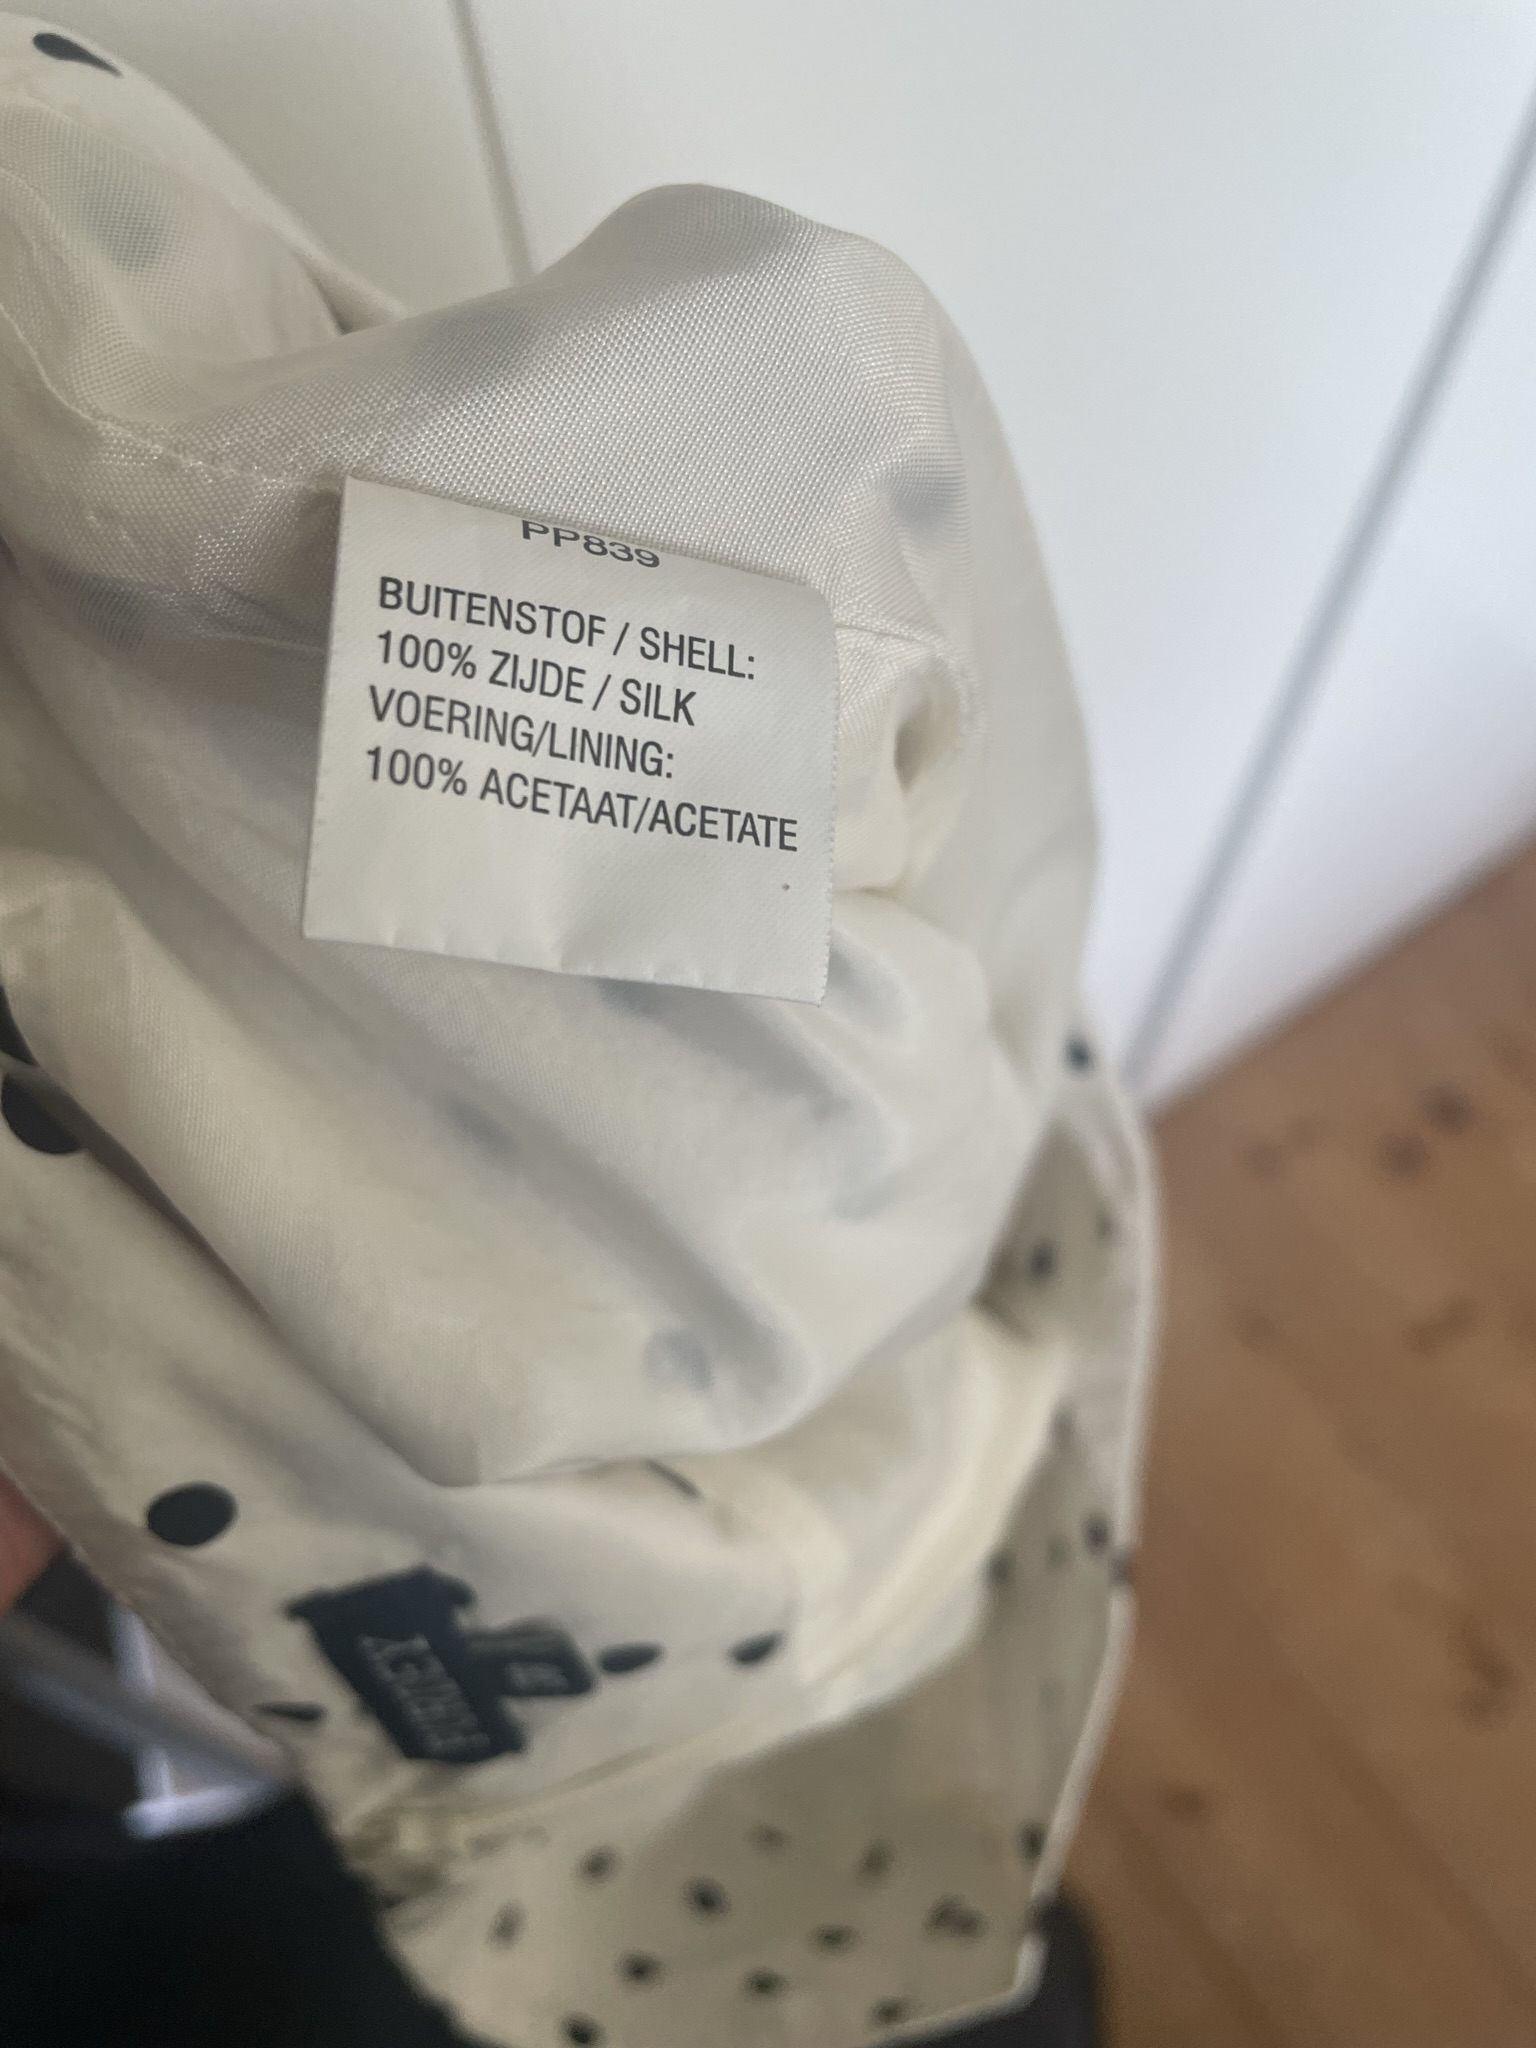 PP839
BUITENSTOF / SHELL:
100% ZIJDE / SILK
VOERING/LINING:
100% ACETAAT/ACETATE